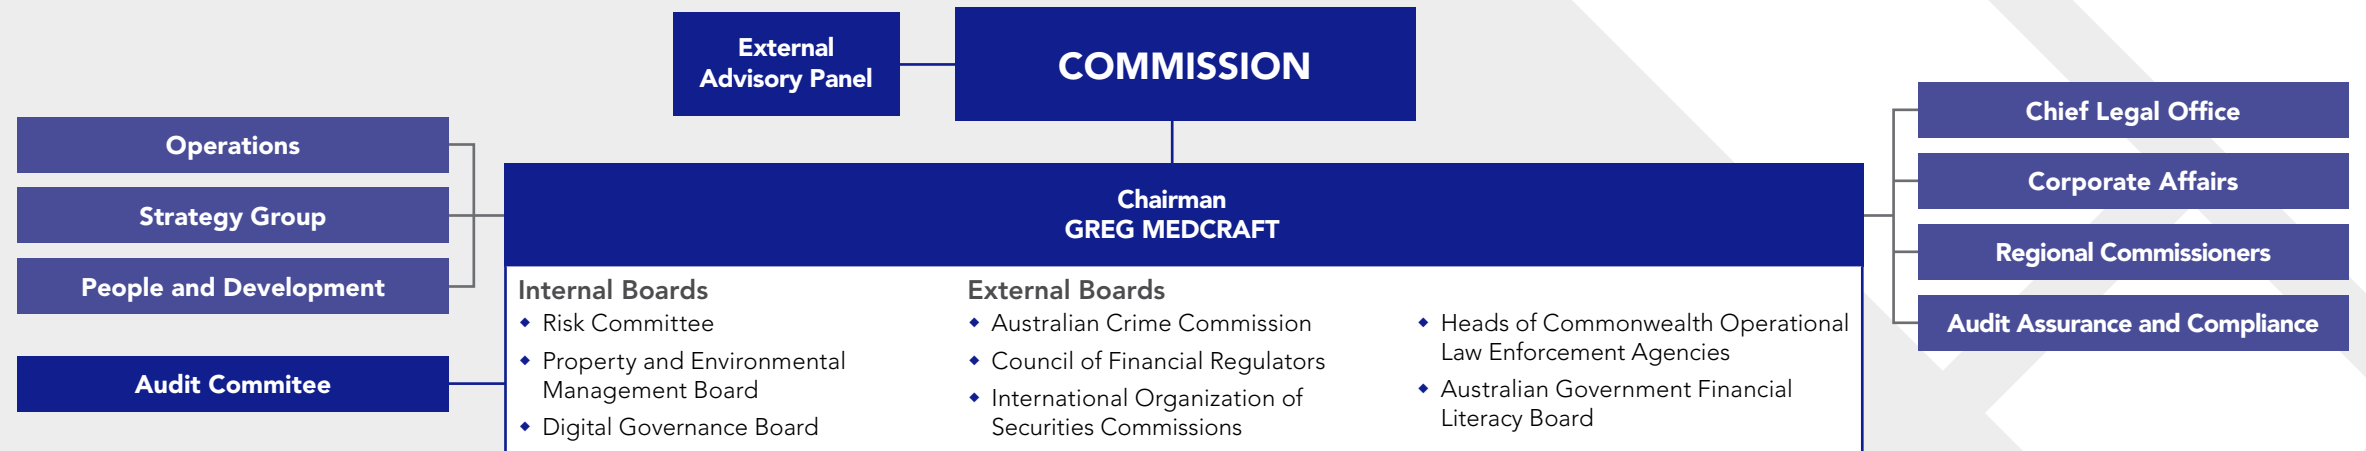 External
Advisory Panel
COMMISSION
Operations
Strategy Group
People and Development
Audit Commitee
Chairman
GREG MEDCRAFT
Internal Boards
Risk Committee
Property and Environmental
Management Board
Digital Governance Board
External Boards
Australian Crime Commission
Council of Financial Regulators
International Organization of
Securities Commissions
Heads of Commonwealth Operational
Law Enforcement Agencies
Australian Government Financial
Literacy Board
Chief Legal Office
Corporate Affairs
Regional Commissioners
Audit Assurance and Compliance